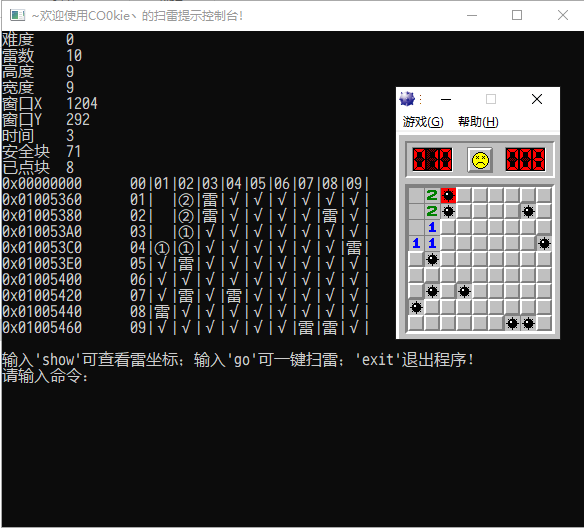 ~欢迎使用COOkie丶的扫雷提示控制台!
难度 0
雷数 10
高度 9
宽度 9
窗口X 1204
窗口Y 292
时间 3
安全块 71
已点块 8
0x00000000 00|01|02|03|04|05|06|07|08|09|
0x01005360 01| |②|雷|√|√|√|√|√|√|
0x01005380 02| |②|雷|√|√|√|√|雷|√|
0x010053A0 03| |①|√|√|√|√|√|√|√|
0x010053C0 04|①|①|√|√|√|√|√|√|雷|
0x010053E0 05|√|雷|√|√|√|√|√|√|√|
0x01005400 06|√|√|√|√|√|√|√|√|√|
0x01005420 07|√|雷|√|雷|√|√|√|√|√|
0x01005440 08|雷|√|√|√|√|√|√|√|√|
0x01005460 09|√|√|√|√|√|√|雷|雷|√|
输入'show'可查看雷坐标；输入'go'可一键扫雷；'exit'退出程序!
请输入命令:
游戏(G) 帮助(H)
2
2
1
1 1